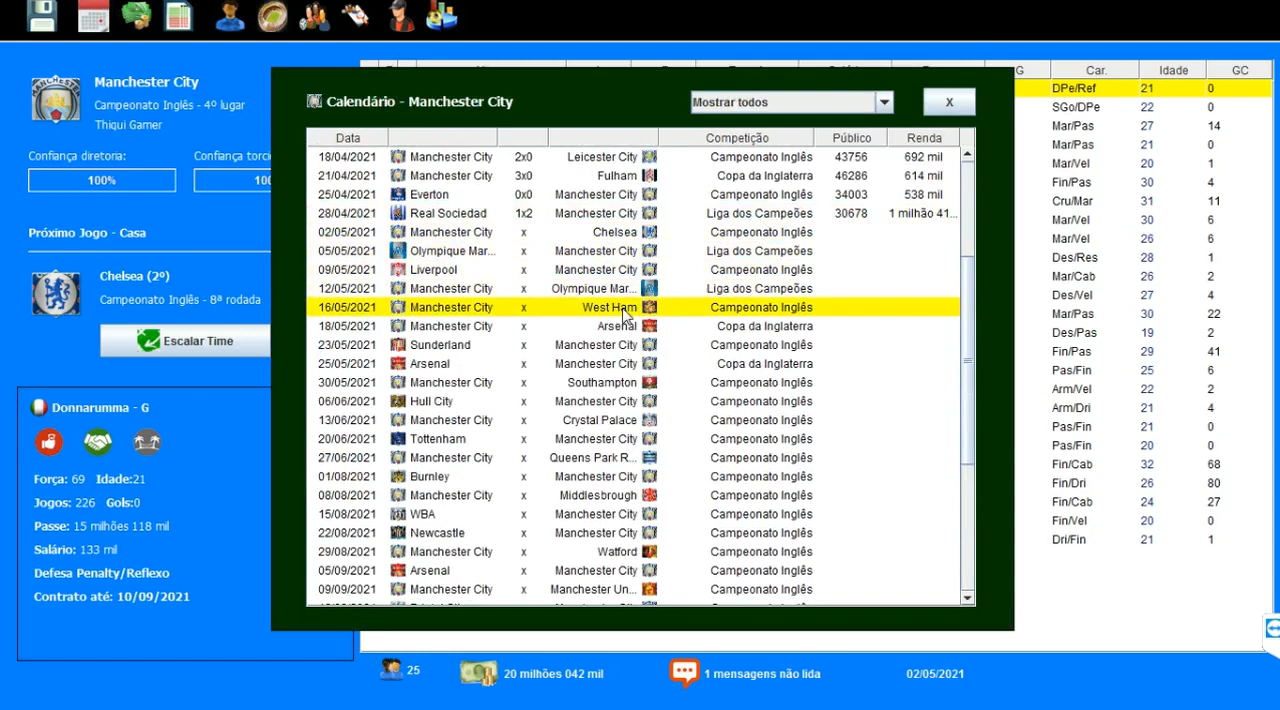 Manchester City
Campeonato Inglês - 4º lugar
Thiqui Gamer
Confiança diretoria: Confiança torci
100% 100
Próximo Jogo - Casa
Chelsea (2º)
Campeonato Inglês - 8ª rodada
Escalar Time
Donnarumma - G
Força: 69 Idade:21
Jogos: 226 Gols:0
Passe: 15 milhões 118 mil
Salário: 133 mil
Defesa Penalty/Reflexo
Contrato até: 10/09/2021
Calendário - Manchester City
Mostrar todos
X
Data Competição Público Renda
18/04/2021 Manchester City 2x0 Leicester City Campeonato Inglês 43756 692 mil
21/04/2021 Manchester City 3x0 Fulham Copa da Inglaterra 46286 614 mil
25/04/2021 Everton 0x0 Manchester City Campeonato Inglês 34003 538 mil
28/04/2021 Real Sociedad 1x2 Manchester City Liga dos Campeões 30678 1 milhão 41...
02/05/2021 Manchester City x Chelsea Campeonato Inglês
05/05/2021 Olympique Mar... x Manchester City Liga dos Campeões
09/05/2021 Liverpool x Manchester City Campeonato Inglês
12/05/2021 Manchester City x Olympique Mar... Liga dos Campeões
16/05/2021 Manchester City x West Ham Campeonato Inglês
18/05/2021 Manchester City x Arsenal Copa da Inglaterra
23/05/2021 Sunderland x Manchester City Campeonato Inglês
25/05/2021 Arsenal x Manchester City Copa da Inglaterra
30/05/2021 Manchester City x Southampton Campeonato Inglês
06/06/2021 Hull City x Manchester City Campeonato Inglês
13/06/2021 Manchester City x Crystal Palace Campeonato Inglês
20/06/2021 Tottenham x Manchester City Campeonato Inglês
27/06/2021 Manchester City x Queens Park R... Campeonato Inglês
01/08/2021 Burnley x Manchester City Campeonato Inglês
08/08/2021 Manchester City x Middlesbrough Campeonato Inglês
15/08/2021 WBA x Manchester City Campeonato Inglês
22/08/2021 Newcastle x Manchester City Campeonato Inglês
29/08/2021 Manchester City x Watford Campeonato Inglês
05/09/2021 Arsenal x Manchester City Campeonato Inglês
09/09/2021 Manchester City x Manchester Un... Campeonato Inglês
G Car. Idade GC
DPe/Ref 21 0
SGo/DPe 22 0
Mar/Pas 27 14
Mar/Pas 21 0
Mar/Vel 20 1
Fin/Pas 30 4
Cru/Mar 31 11
Mar/Vel 30 6
Mar/Vel 26 6
Des/Res 28 1
Mar/Cab 26 2
Des/Vel 27 4
Mar/Pas 30 22
Des/Pas 19 2
Fin/Pas 29 41
Pas/Fin 25 6
Arm/Vel 22 2
Arm/Dri 21 4
Pas/Fin 21 0
Pas/Fin 20 0
Fin/Cab 32 68
Fin/Dri 26 80
Fin/Cab 24 27
Fin/Vel 20 0
Dri/Fin 21 1
25 20 milhões 042 mil 1 mensagens não lida 02/05/2021